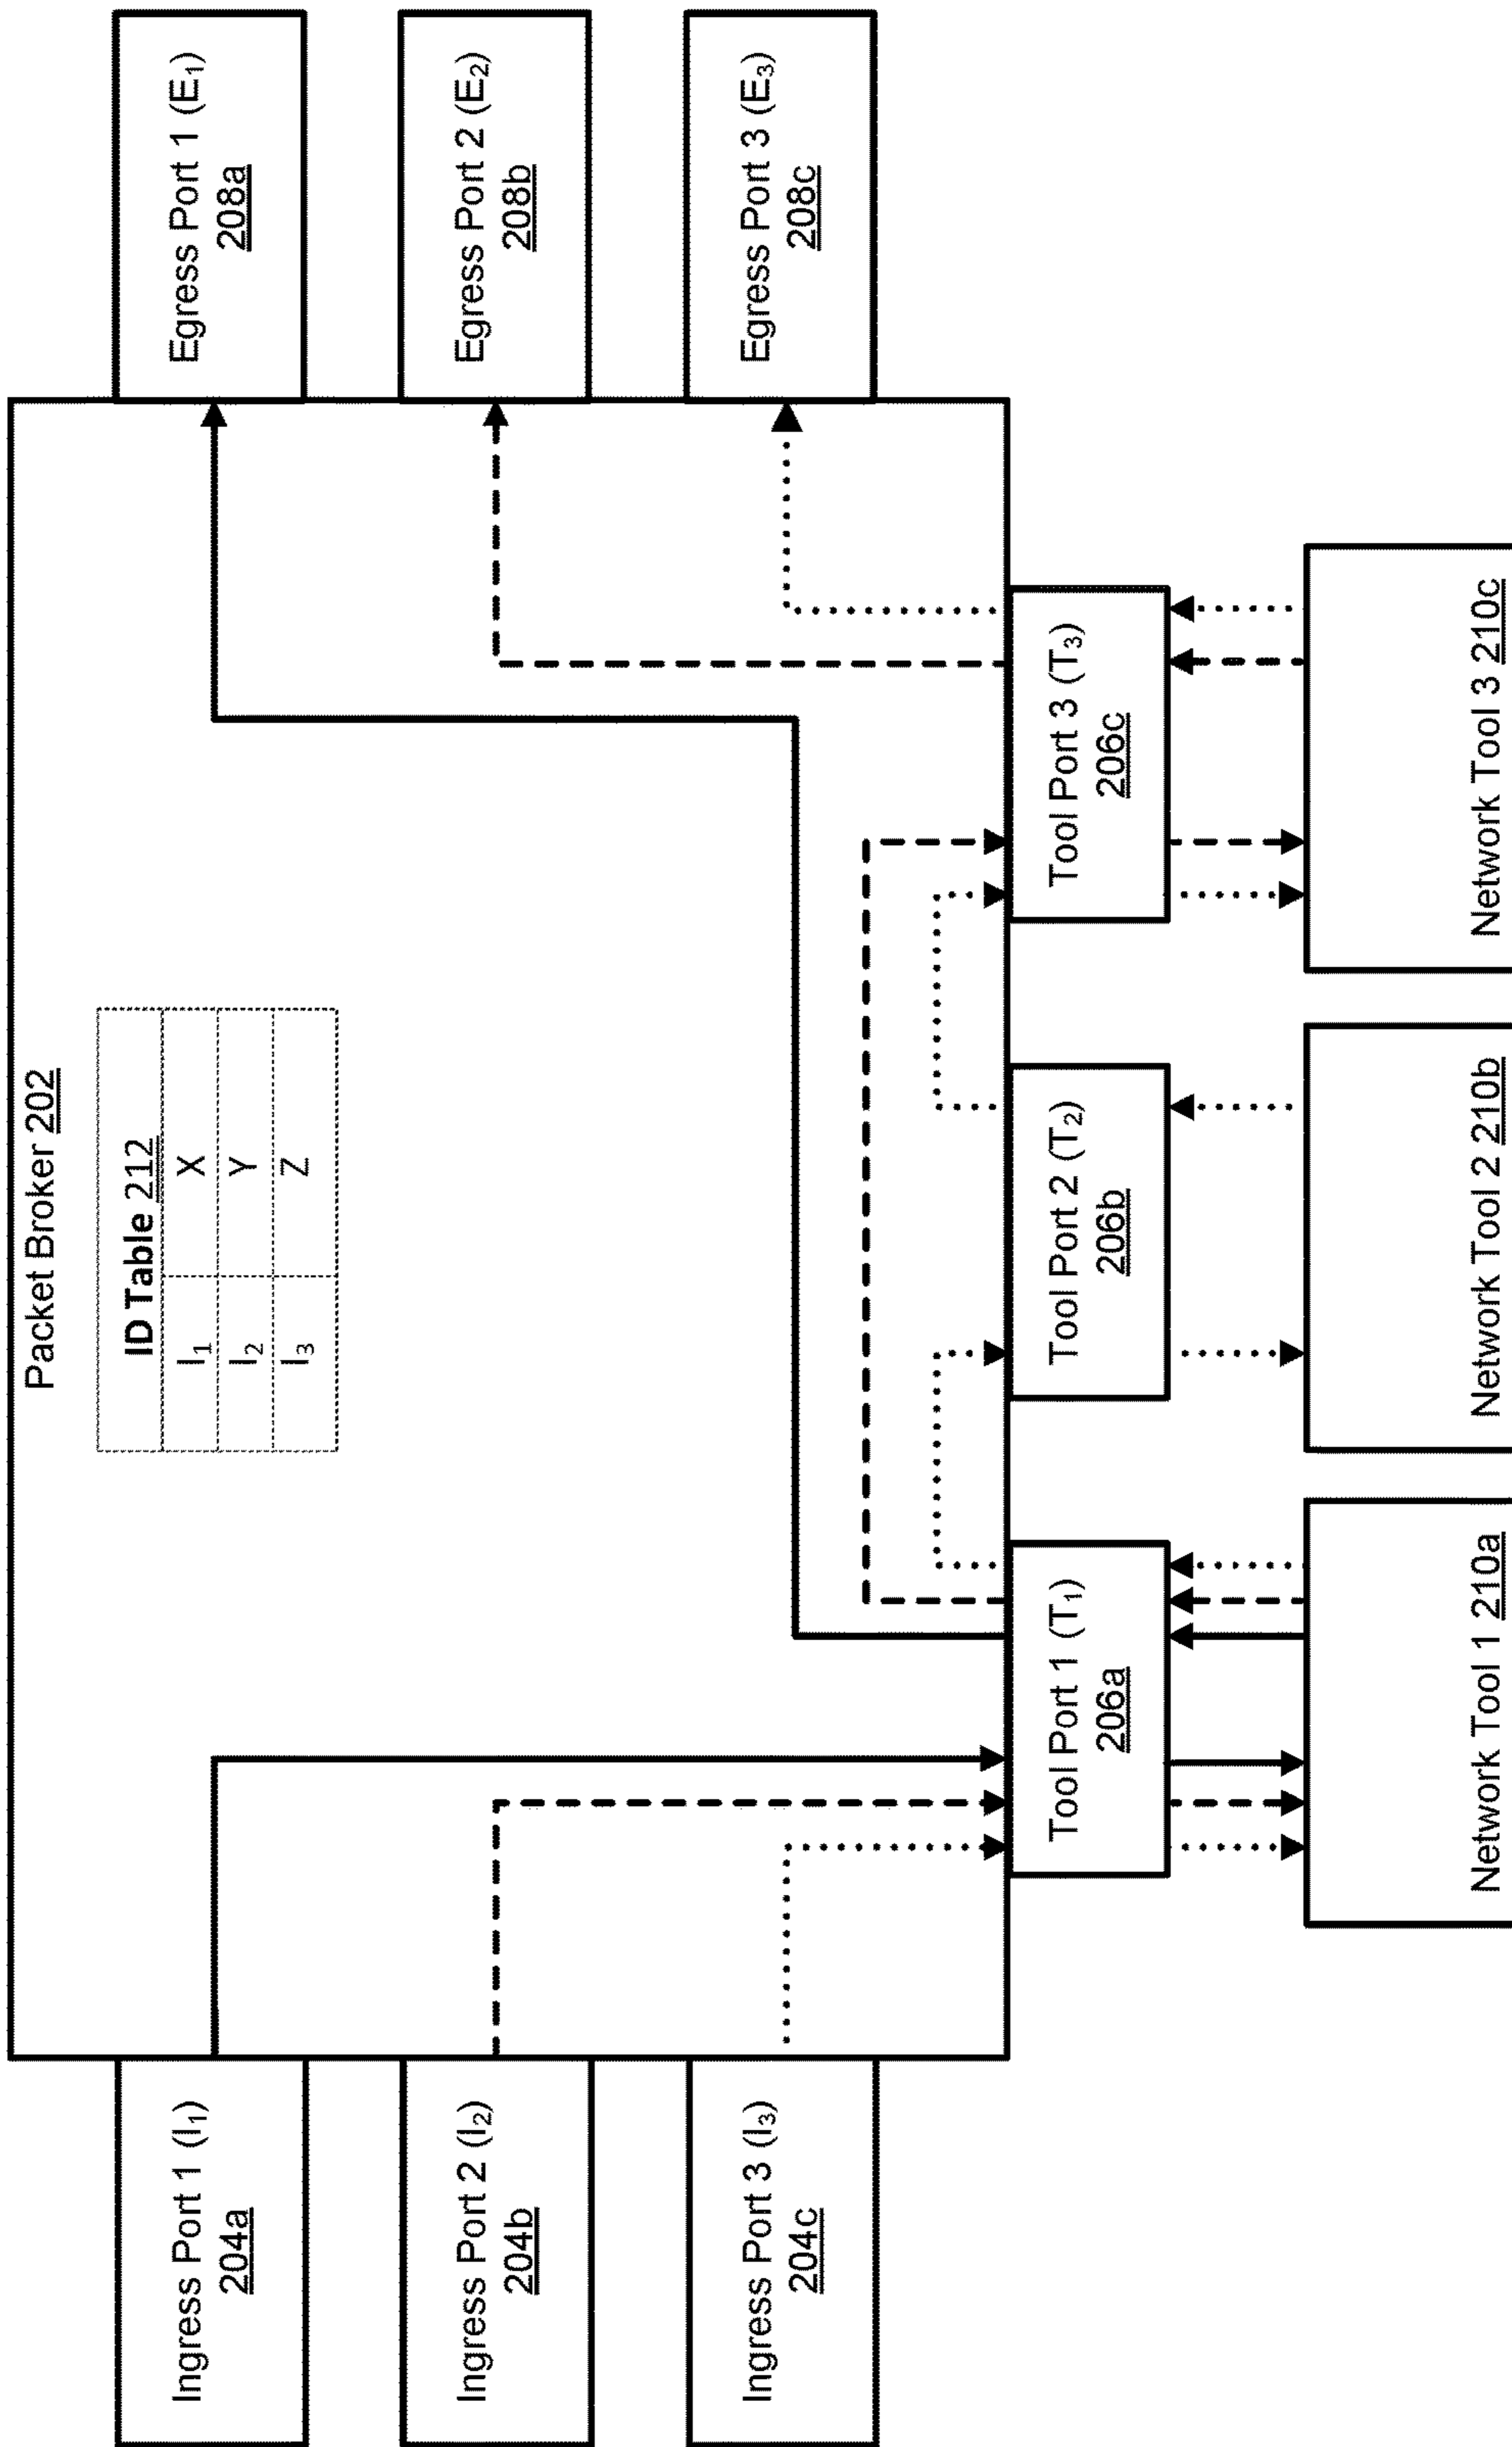 Packet Broker 202
ID Table 212
I₁ X
I₂ Y
I₃ Z
Ingress Port 1 (I₁)
204a
Ingress Port 2 (I₂)
204b
Ingress Port 3 (I₃)
204c
Egress Port 1 (E₁)
208a
Egress Port 2 (E₂)
208b
Egress Port 3 (E₃)
208c
Tool Port 1 (T₁)
206a
Tool Port 2 (T₂)
206b
Tool Port 3 (T₃)
206c
Network Tool 1 210a
Network Tool 2 210b
Network Tool 3 210c